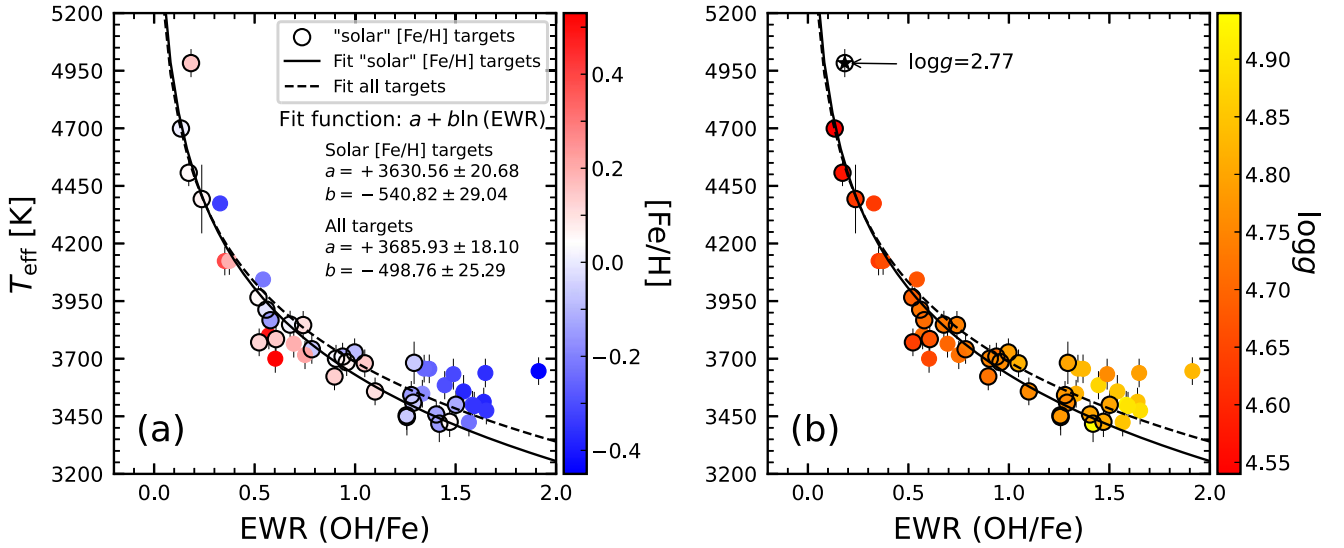 5200
4950
4700
4450
4200
3950
3700
3450
3200
T_eff [K]
"solar" [Fe/H] targets
Fit "solar" [Fe/H] targets
Fit all targets
Fit function: a + bln (EWR)
Solar [Fe/H] targets
a = +3630.56 ± 20.68
b = −540.82 ± 29.04
All targets
a = +3685.93 ± 18.10
b = −498.76 ± 25.29
(a)
0.0 0.5 1.0 1.5 2.0
EWR (OH/Fe)
0.4
0.2
0.0
−0.2
−0.4
[Fe/H]
5200
4950
4700
4450
4200
3950
3700
3450
3200
logg=2.77
(b)
0.0 0.5 1.0 1.5 2.0
EWR (OH/Fe)
4.90
4.85
4.80
4.75
4.70
4.65
4.60
4.55
logg